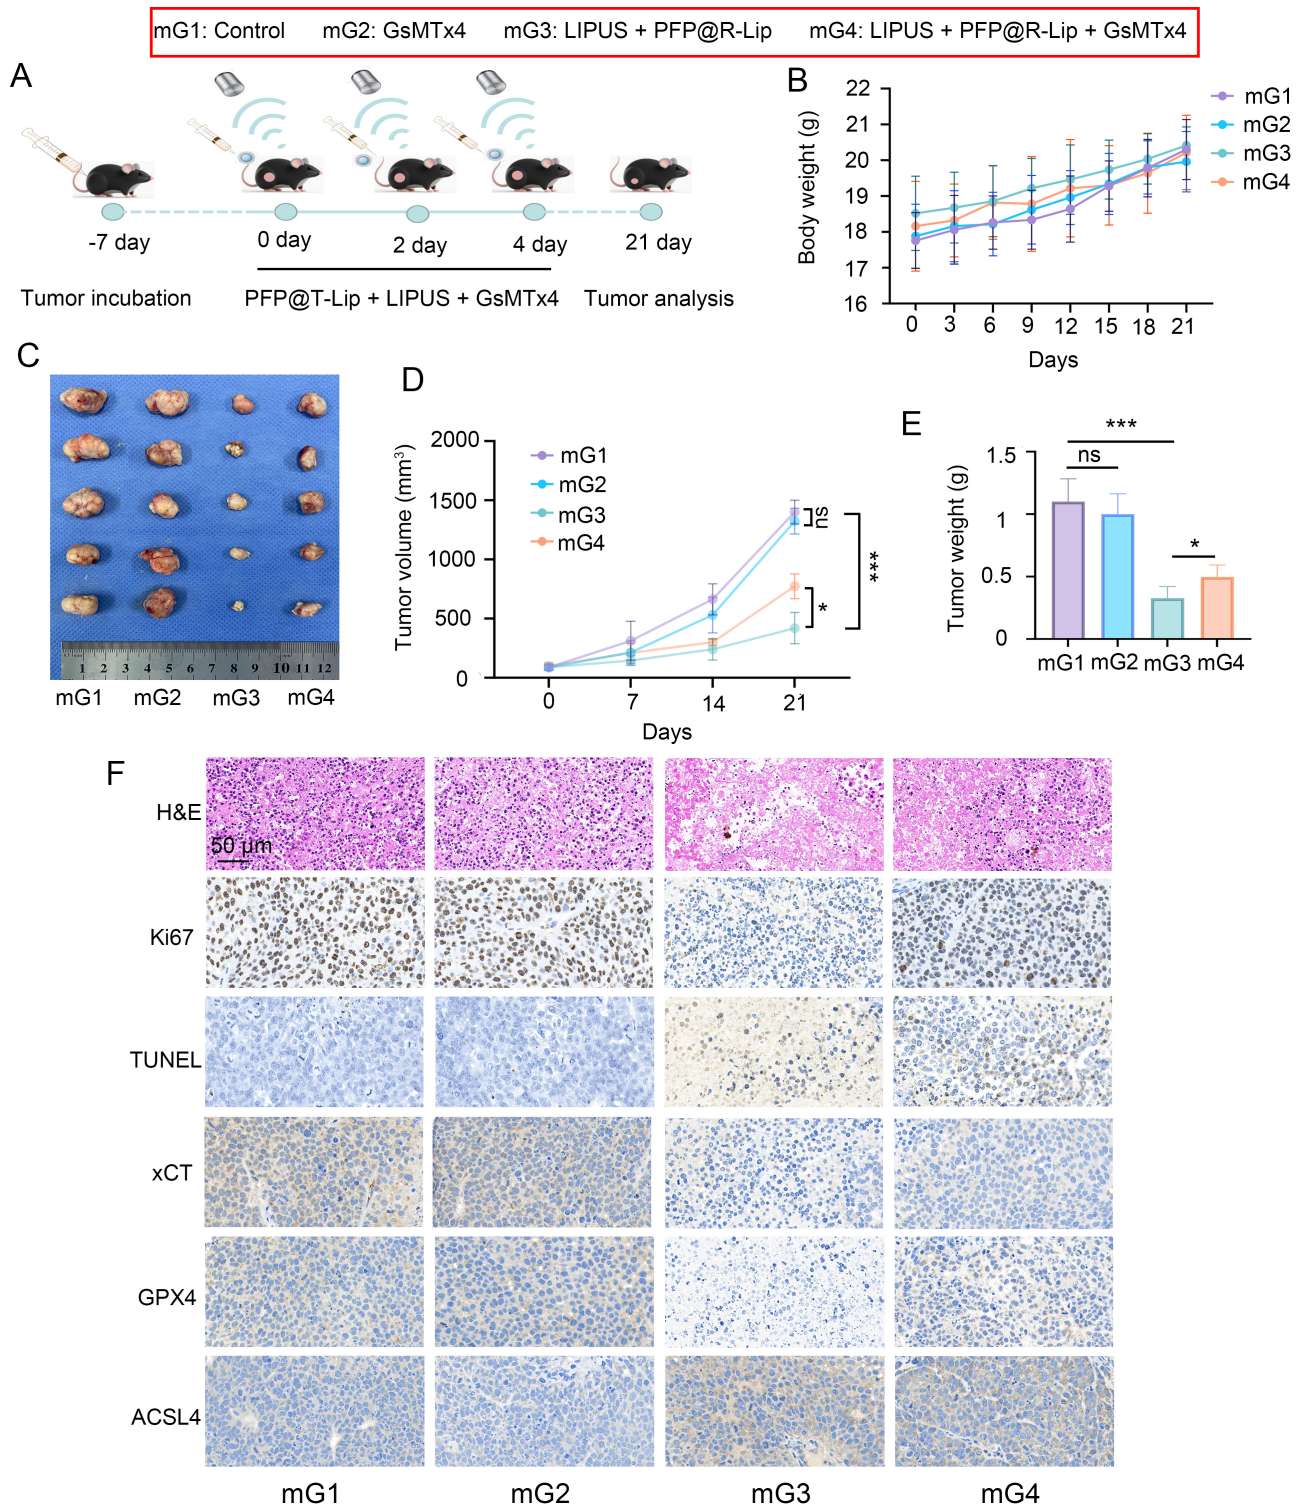 mG1: Control mG2: GsMTx4 mG3: LIPUS + PFP@R-Lip mG4: LIPUS + PFP@R-Lip + GsMTx4
A
-7 day 0 day 2 day 4 day 21 day
Tumor incubation PFP@T-Lip + LIPUS + GsMTx4 Tumor analysis
B
Body weight (g)
22
21
20
19
18
17
16
0 3 6 9 12 15 18 21
Days
mG1
mG2
mG3
mG4
C
1 2 3 4 5 6 7 8 9 10 11 12
mG1 mG2 mG3 mG4
D
Tumor volume (mm³)
2000
1500
1000
500
0
mG1
mG2
mG3
mG4
ns
*
***
0 7 14 21
Days
E
Tumor weight (g)
***
ns
*
1.5
1
0.5
0
mG1 mG2 mG3 mG4
F
H&E
50 μm
Ki67
TUNEL
xCT
GPX4
ACSL4
mG1 mG2 mG3 mG4